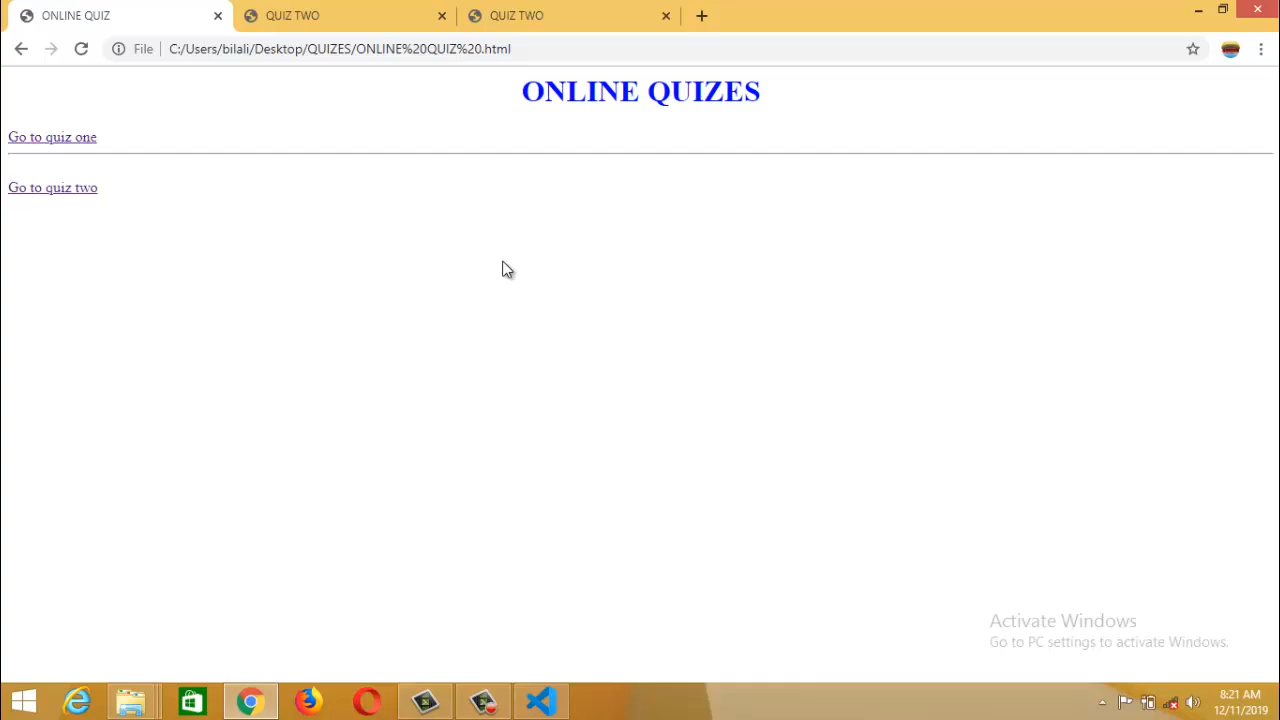 ONLINE QUIZ
QUIZ TWO
QUIZ TWO
File
C:/Users/bilali/Desktop/QUIZES/ONLINE%20QUIZ%20.html
ONLINE QUIZES
Go to quiz one
Go to quiz two
Activate Windows
Go to PC settings to activate Windows.
8:21 AM
12/11/2019